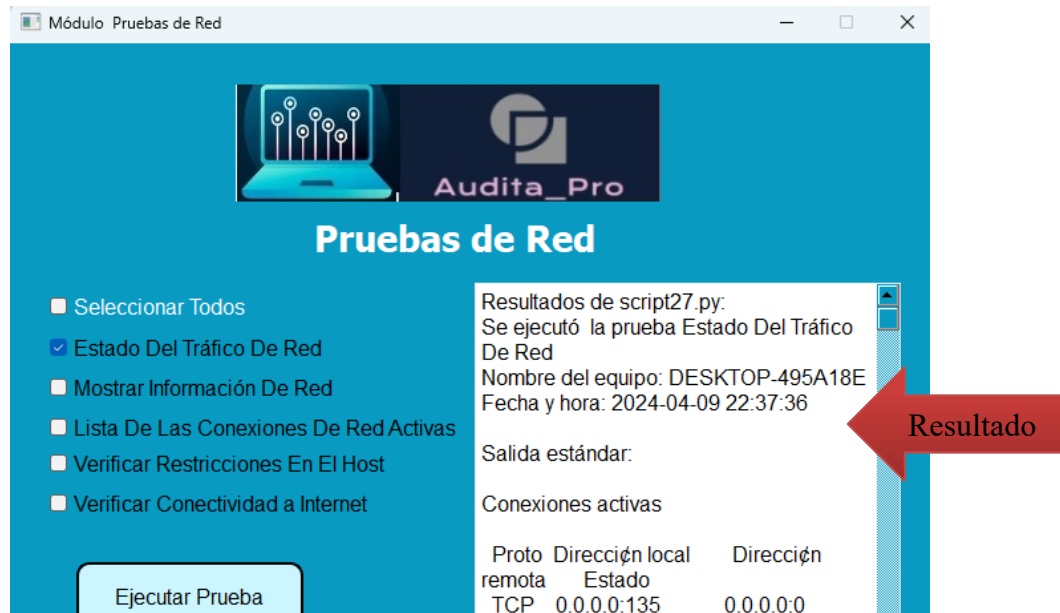 Módulo Pruebas de Red
Audita_Pro
Pruebas de Red
Seleccionar Todos
Estado Del Tráfico De Red
Mostrar Información De Red
Lista De Las Conexiones De Red Activas
Verificar Restricciones En El Host
Verificar Conectividad a Internet
Ejecutar Prueba
Resultados de script27.py:
Se ejecutó la prueba Estado Del Tráfico
De Red
Nombre del equipo: DESKTOP-495A18E
Fecha y hora: 2024-04-09 22:37:36
Salida estándar:
Conexiones activas
Proto Direcci¢n local Direcci¢n
remota Estado
TCP 0.0.0.0:135 0.0.0.0:0
Resultado